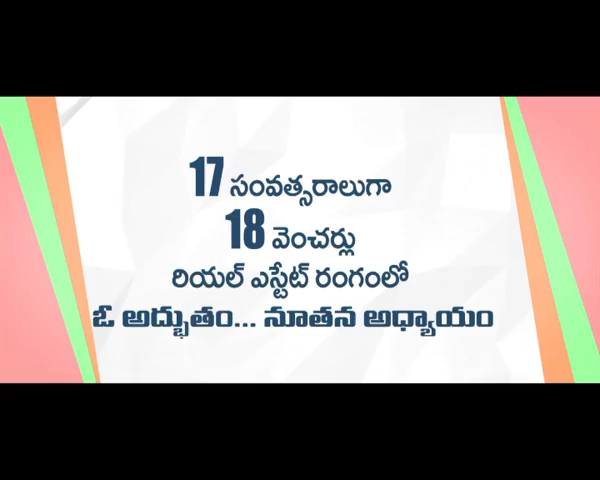 17 సంవత్సరాలుగా
18 వెంచర్లు
రియల్ ఎస్టేట్ రంగంలో
ఓ అద్భుతం... నూతన అధ్యాయం